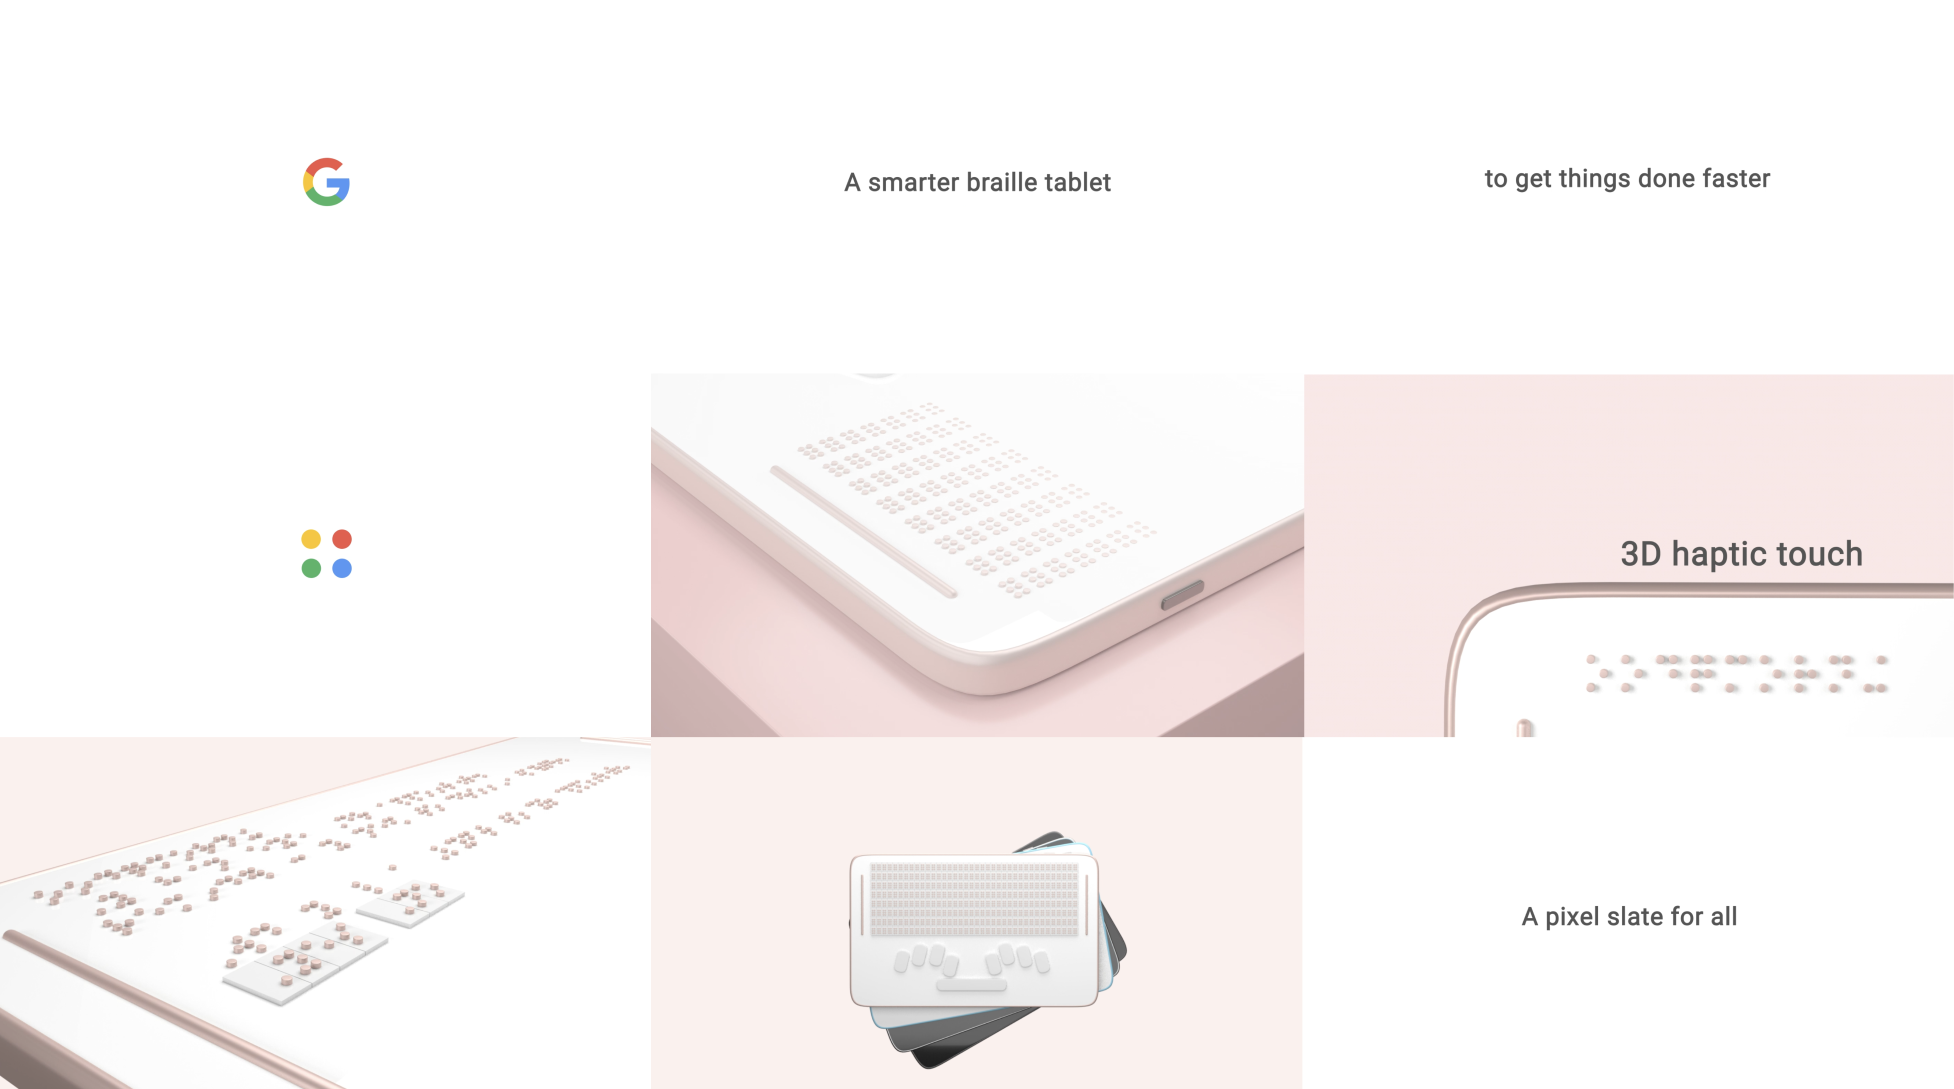 A smarter braille tablet
to get things done faster
3D haptic touch
A pixel slate for all